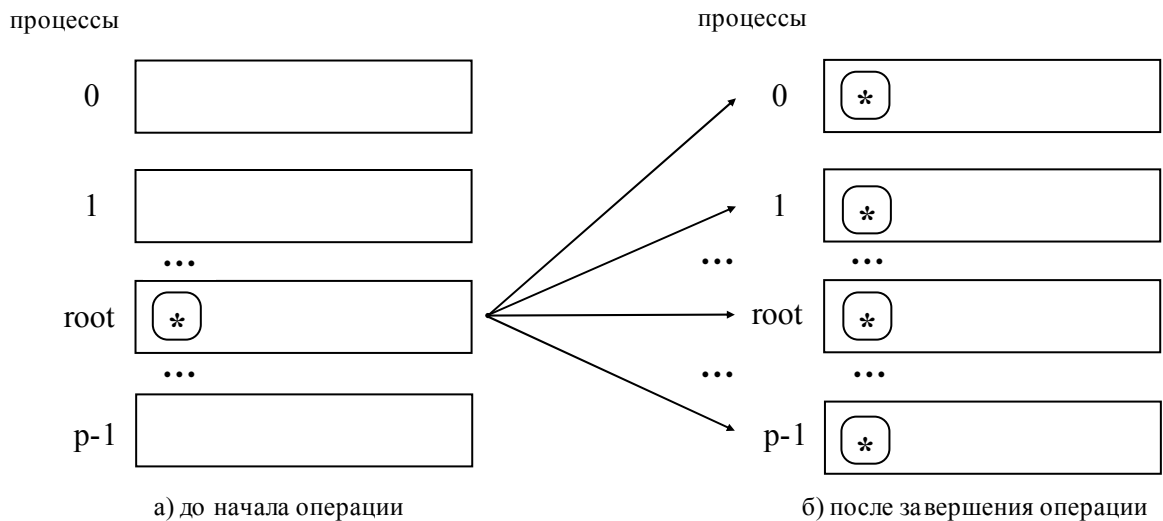 процессы
процессы
0
0
*
1
1
*
...
...
...
root
*
root
*
...
...
...
p-1
p-1
*
а) до начала операции
б) после завершения операции